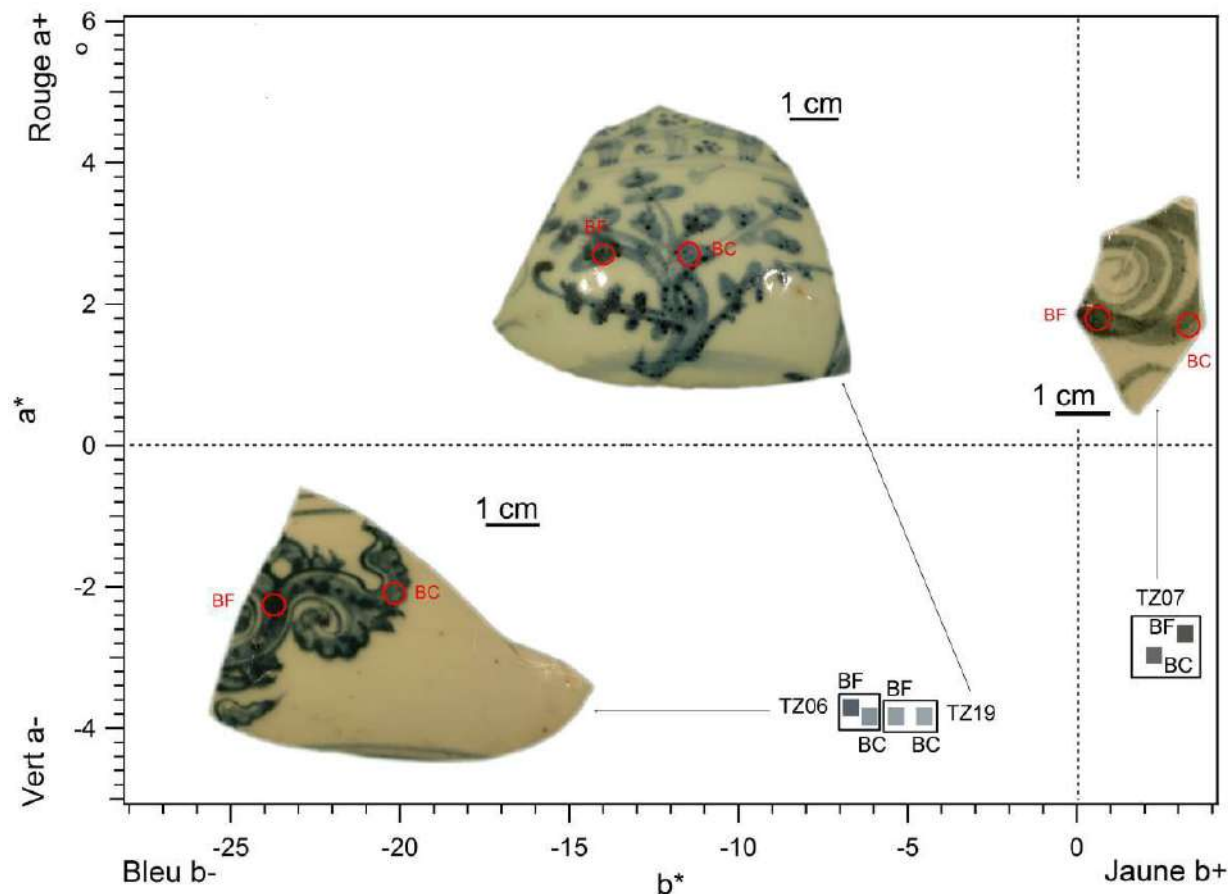 Rouge a+
o
a*
Vert a-
6
4
2
0
-2
-4
1 cm
BF
BC
BF
BC
1 cm
1 cm
BF
BC
TZ07
BF
BC
TZ06
BF
BC
BF
BC
TZ19
-25
-20
-15
-10
-5
0
Bleu b-
b*
Jaune b+